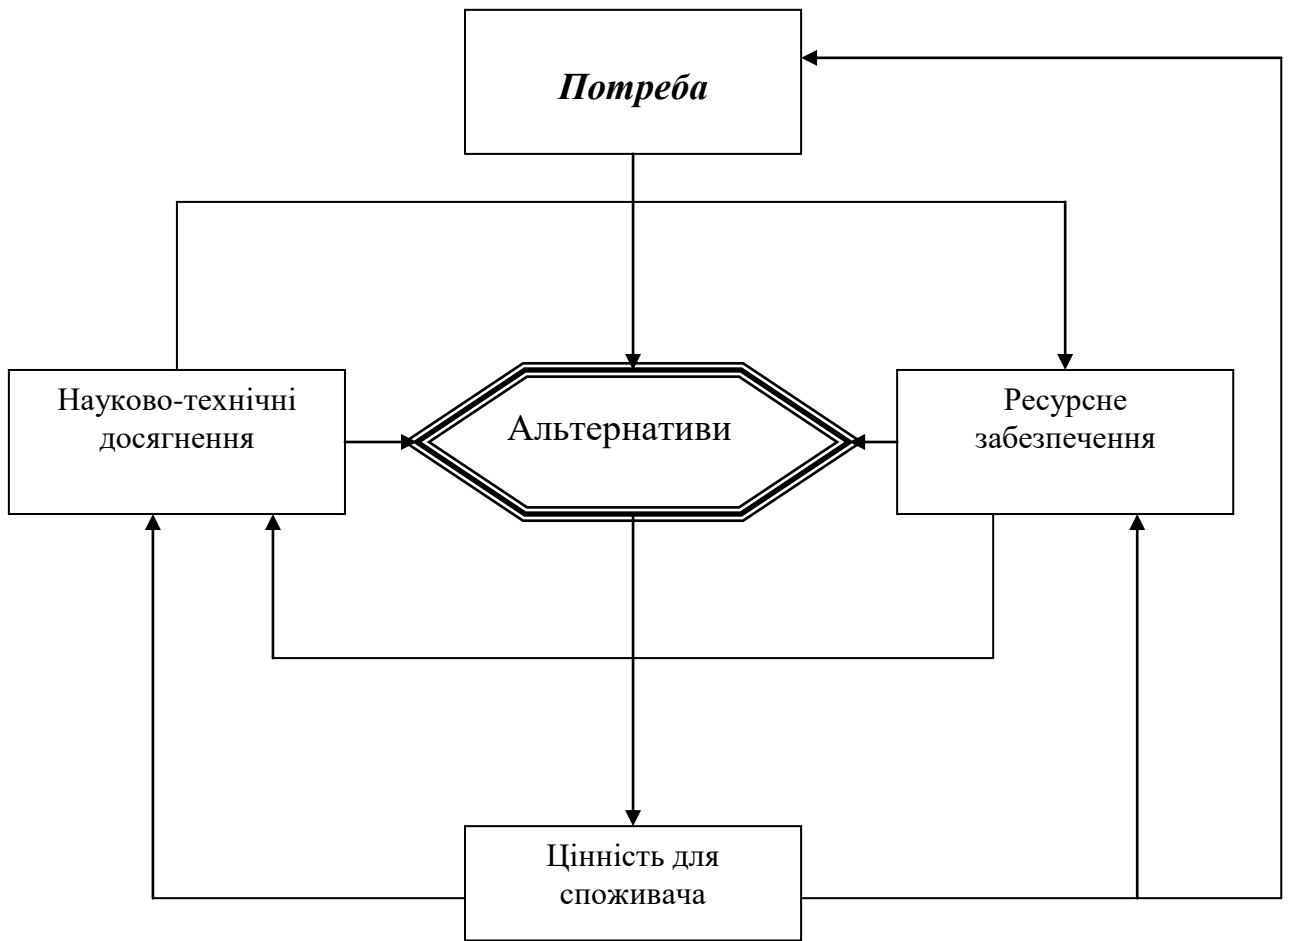 Потреба
Науково-технічні
досягнення
Альтернативи
Ресурсне
забезпечення
Цінність для
споживача